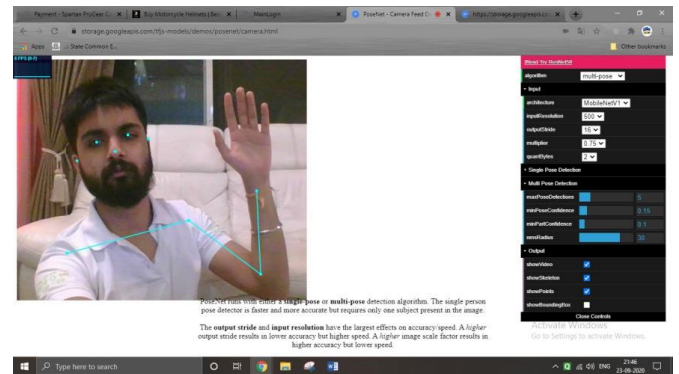 Payment - Spartan ProGear Co
Buy Motorcycle Helmets | Bes
MainLogin
PoseNet - Camera Feed D
https://storage.googleapis.co
storage.googleapis.com/tfjs-models/demos/posenet/camera.html
Apps
State Common E...
Other bookmarks
(New) Try ResNet50!
algorithm multi-pose
Input
architecture MobileNetV1
inputResolution 500
outputStride 16
multiplier 0.75
quantBytes 2
Single Pose Detection
Multi Pose Detection
maxPoseDetections 5
minPoseConfidence 0.15
minPartConfidence 0.1
nmsRadius 30
Output
showVideo
showSkeleton
showPoints
showBoundingBox
Close Controls
PoseNet runs with either a single-pose or multi-pose detection algorithm. The single person
pose detector is faster and more accurate but requires only one subject present in the image.
The output stride and input resolution have the largest effects on accuracy/speed. A higher
output stride results in lower accuracy but higher speed. A higher image scale factor results in
higher accuracy but lower speed.
Activate Windows
Go to Settings to activate Windows.
Type here to search
ENG
21:46
23-09-2020